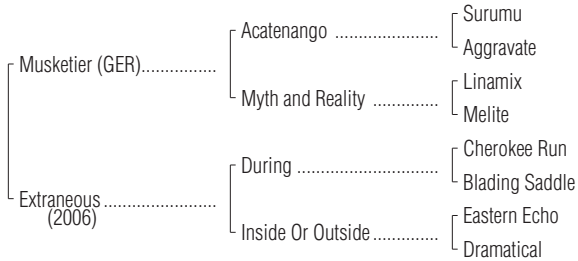 Surumu
Acatenango ..................
Aggravate
Musketier (GER)...............
Linamix
Myth and Reality ..............
Melite
Cherokee Run
During ...........................
Blading Saddle
Extraneous .......................
(2006)
Eastern Echo
Inside Or Outside..............
Dramatical